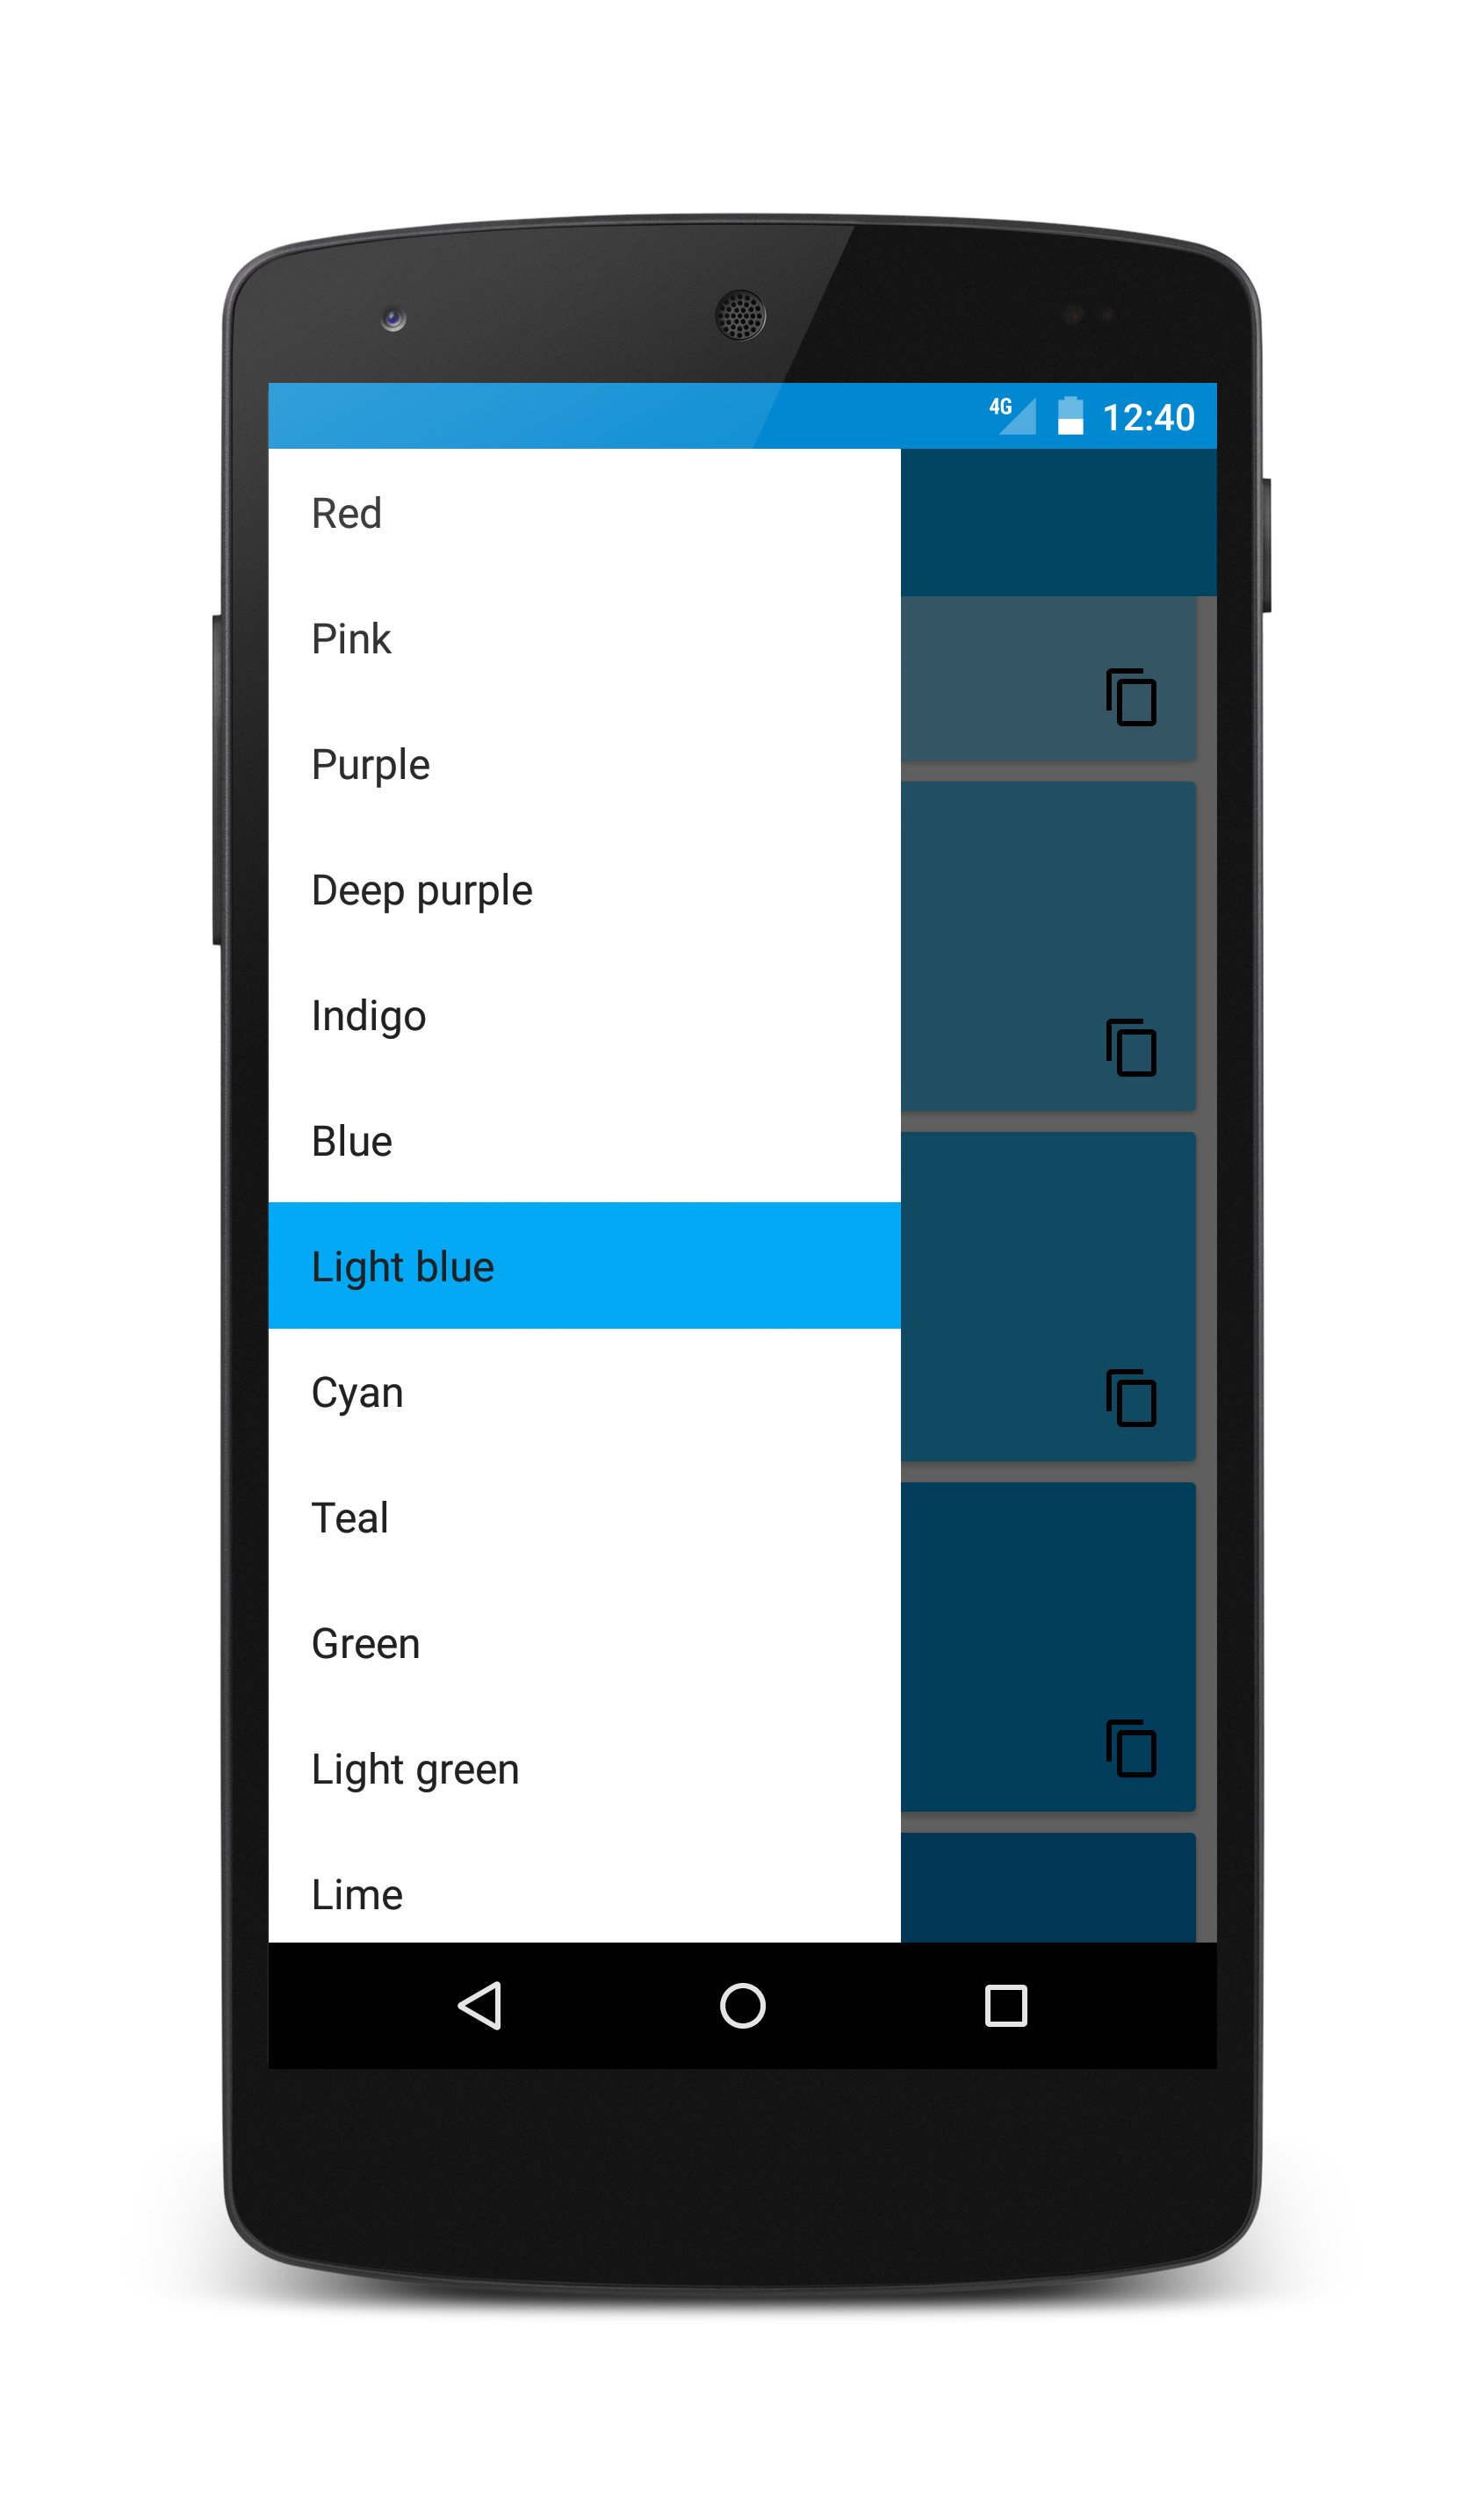 4G 12:40
Red
Pink
Purple
Deep purple
Indigo
Blue
Light blue
Cyan
Teal
Green
Light green
Lime